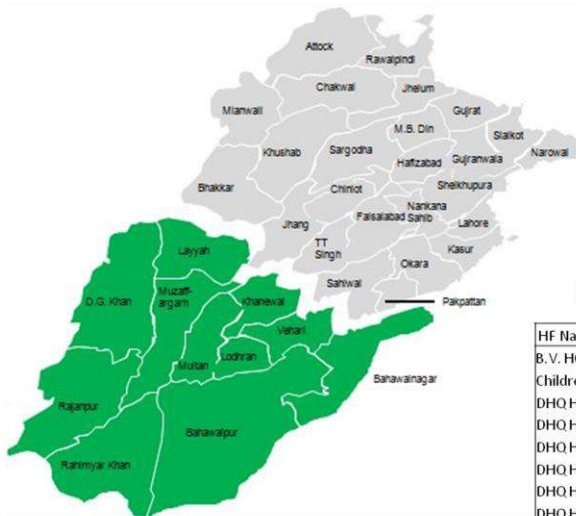 Attock
Rawalpindi
Chakwal
Jhelum
Mianwali
Gujrat
M.B. Din
Sialkot
Khushab
Sargodha
Hafizabad
Gujranwala
Narowal
Bhakkar
Chiniot
Sheikhupura
Nankana
Sahib
Faisalabad
Jhang
Lahore
TT
Singh
Kasur
Okara
Sahiwal
Pakpattan
Layyah
D.G. Khan
Muzaff-
argarh
Khanewal
Vehari
Multan
Lodhran
Bahawalnagar
Rajanpur
Bahawalpur
Rahimyar Khan
HF Na
B.V. H
Childre
DHQ H
DHQ H
DHQ H
DHQ H
DHQ H
DHQ H